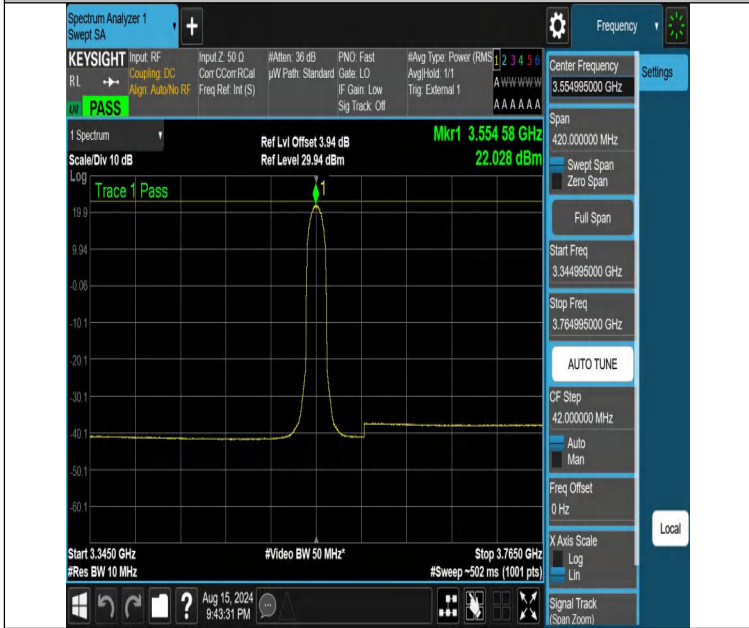 Spectrum Analyzer 1
Swept SA
Frequency
KEYSIGHT
RL
PASS
Input: RF
Coupling: DC
Align: Auto/No RF
Input Z: 50 Ω
Corr CCorr RCal
Freq Ref: Int (S)
#Atten: 36 dB
µW Path: Standard
PNO: Fast
Gate: LO
IF Gain: Low
Sig Track: Off
#Avg Type: Power (RMS
Avg|Hold: 1/1
Trig: External 1
1 2 3 4 5 6
A W W W W W
A A A A A A
1 Spectrum
Scale/Div 10 dB
Ref Lvl Offset 3.94 dB
Ref Level 29.94 dBm
Mkr1 3.554 58 GHz
22.028 dBm
Log
Trace 1 Pass
1
19.9
9.94
-0.06
-10.1
-20.1
-30.1
-40.1
-50.1
-60.1
Start 3.3450 GHz
#Res BW 10 MHz
#Video BW 50 MHz*
Stop 3.7650 GHz
#Sweep ~502 ms (1001 pts)
Aug 15, 2024
9:43:31 PM
Center Frequency
3.554995000 GHz
Settings
Span
420.000000 MHz
Swept Span
Zero Span
Full Span
Start Freq
3.344995000 GHz
Stop Freq
3.764995000 GHz
AUTO TUNE
CF Step
42.000000 MHz
Auto
Man
Freq Offset
0 Hz
X Axis Scale
Log
Lin
Local
Signal Track
(Span Zoom)